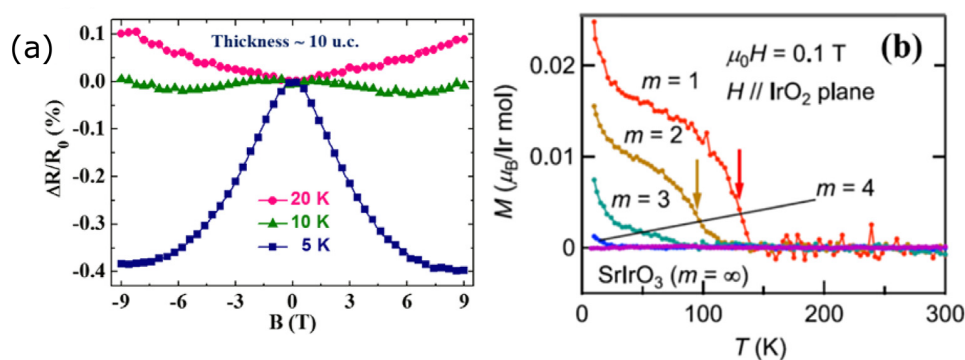 (a)
Thickness ~ 10 u.c.
ΔR/R0 (%)
0.1
0.0
-0.1
-0.2
-0.3
-0.4
20 K
10 K
5 K
-9 -6 -3 0 3 6 9
B (T)
(b)
μ0H = 0.1 T
H // IrO2 plane
m = 1
m = 2
m = 3
m = 4
SrIrO3 (m = ∞)
M (μB/Ir mol)
0.02
0.01
0
0 100 200 300
T (K)